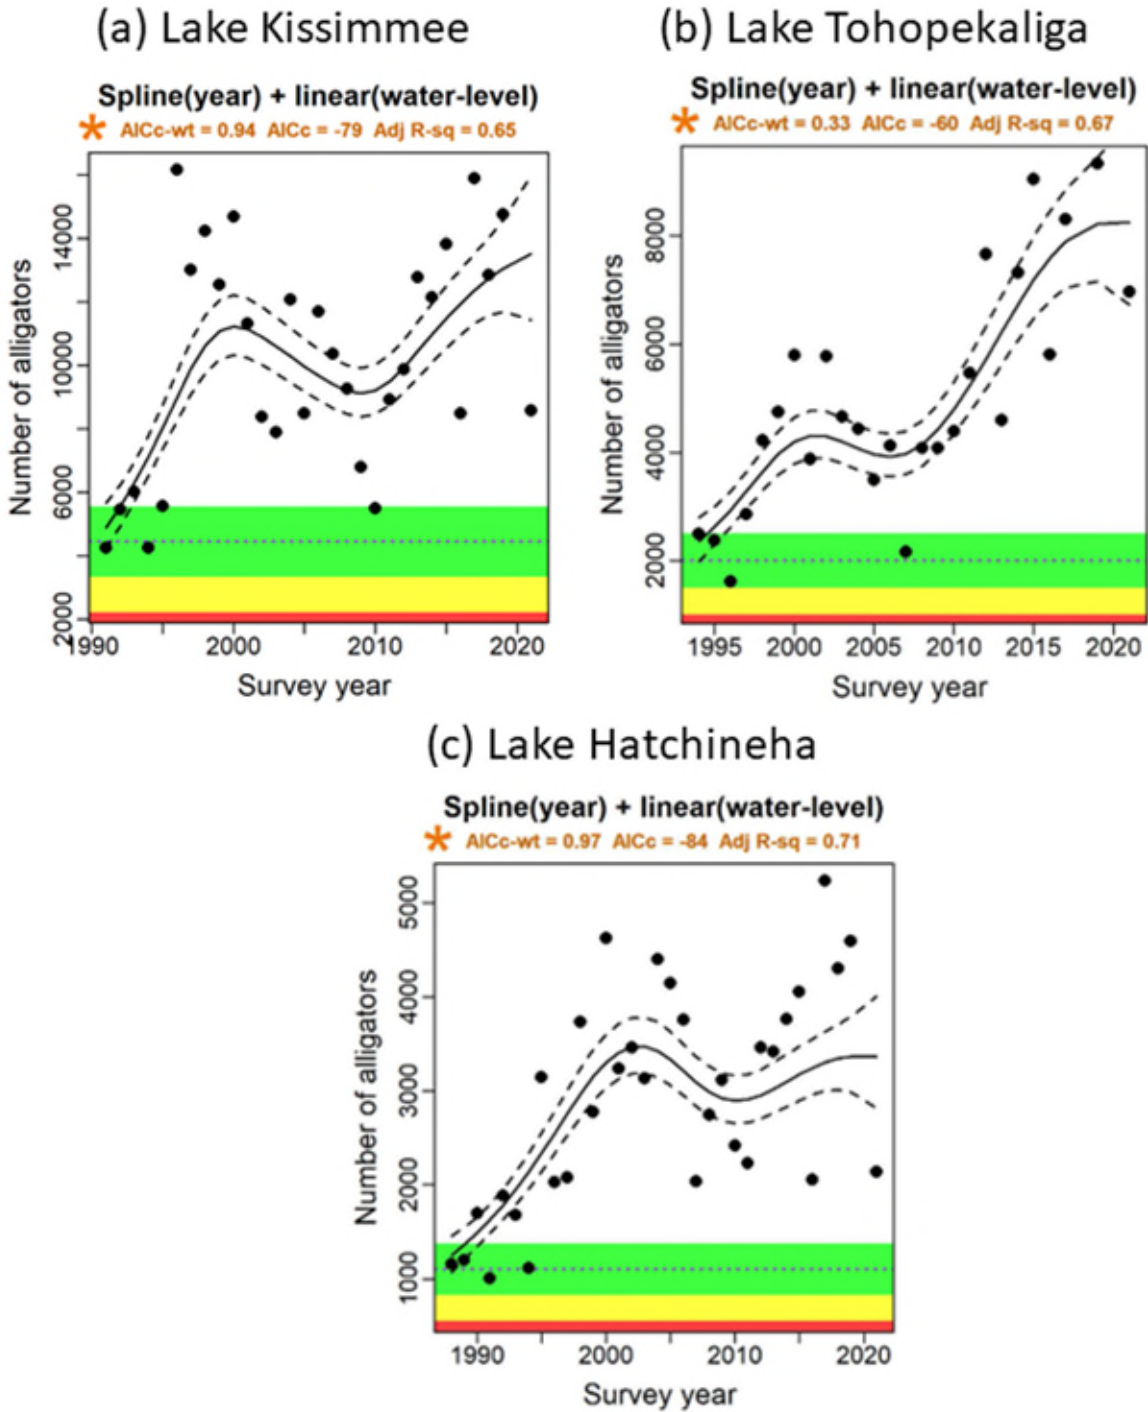 (a) Lake Kissimmee
Spline(year) + linear(water-level)
* AICc-wt = 0.94 AICc = -79 Adj R-sq = 0.65
Number of alligators
14000
10000
6000
2000
1990
2000
2010
2020
Survey year
(b) Lake Tohopekaliga
Spline(year) + linear(water-level)
* AICc-wt = 0.33 AICc = -60 Adj R-sq = 0.67
Number of alligators
8000
6000
4000
2000
1995
2000
2005
2010
2015
2020
Survey year
(c) Lake Hatchineha
Spline(year) + linear(water-level)
* AICc-wt = 0.97 AICc = -84 Adj R-sq = 0.71
Number of alligators
5000
4000
3000
2000
1000
1990
2000
2010
2020
Survey year